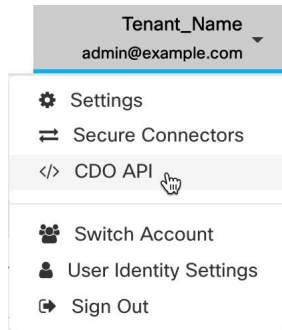 Tenant_Name
admin@example.com
Settings
Secure Connectors
</> CDO API
Switch Account
User Identity Settings
Sign Out